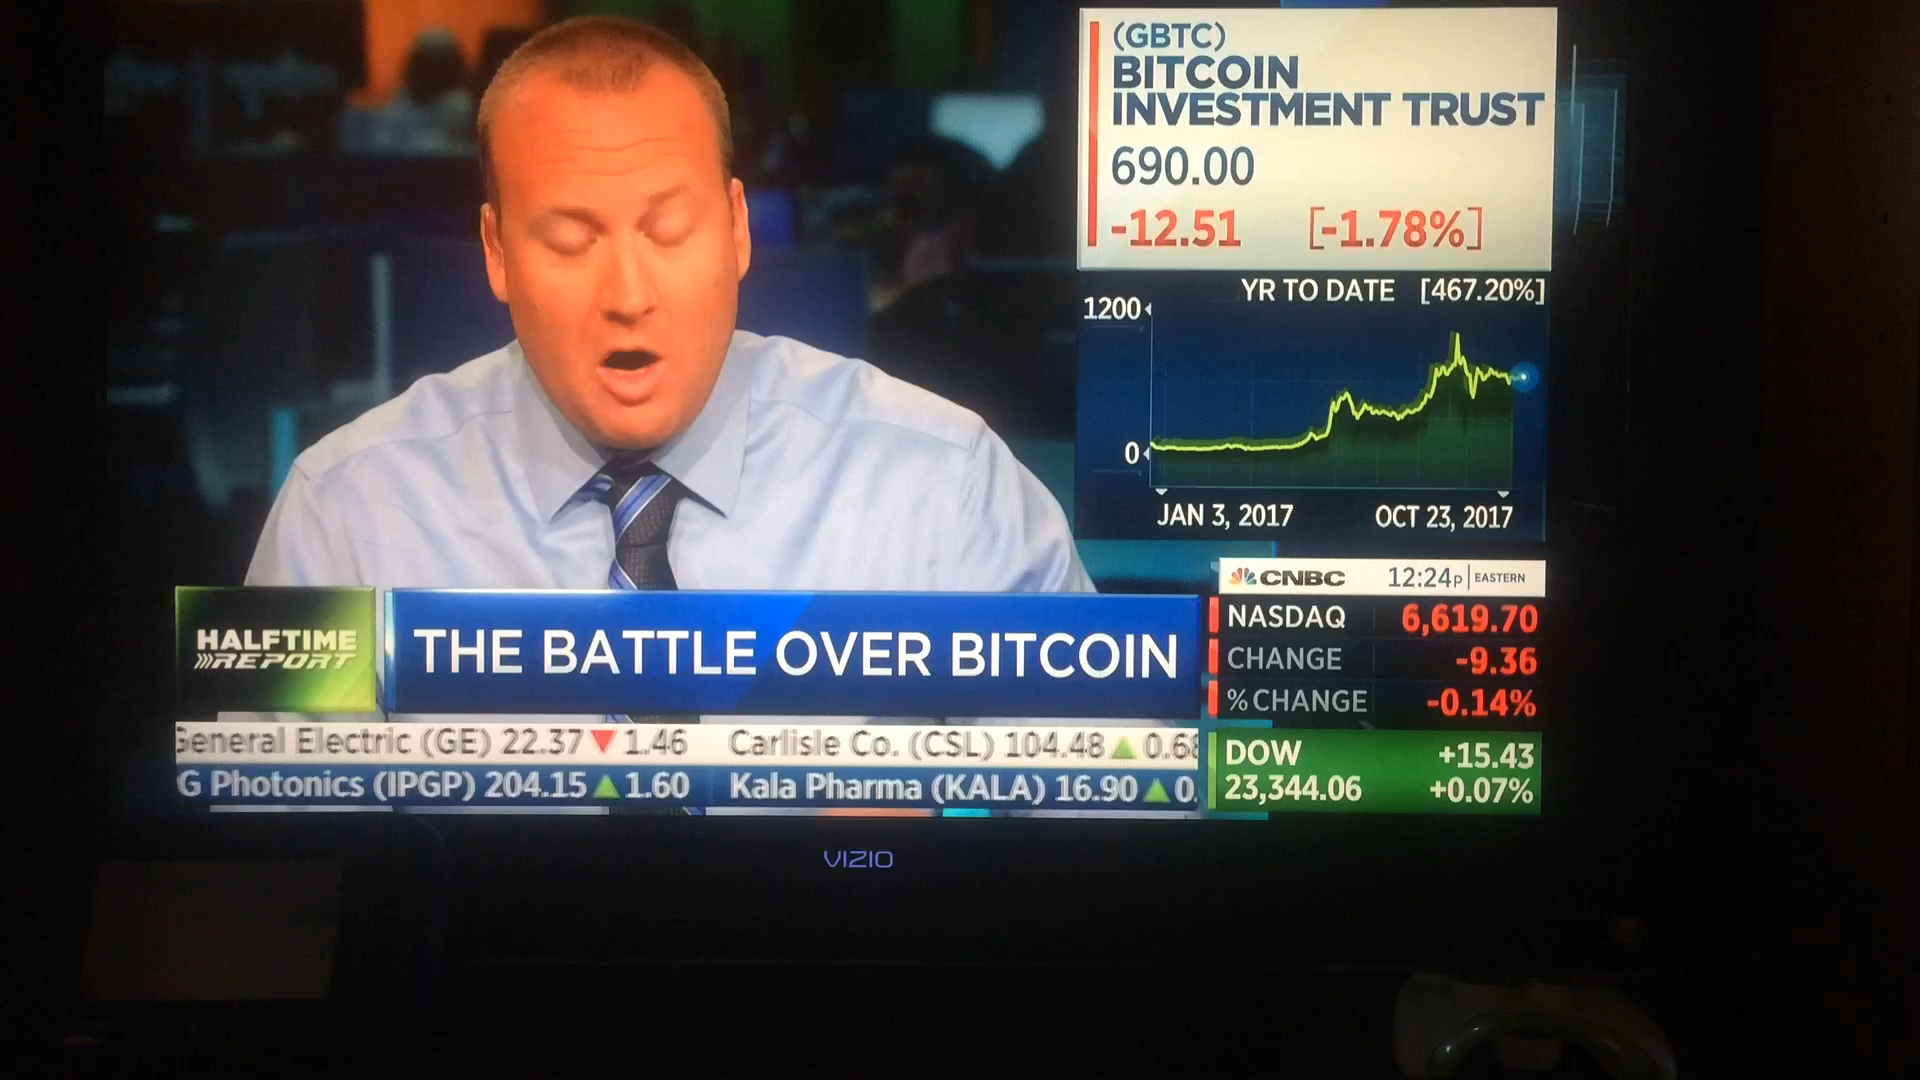 (GBTC)
BITCOIN
INVESTMENT TRUST
690.00
-12.51 [-1.78%]
YR TO DATE [467.20%]
1200
0
JAN 3, 2017 OCT 23, 2017
CNBC 12:24P EASTERN
NASDAQ 6,619.70
CHANGE -9.36
% CHANGE -0.14%
DOW +15.43
23,344.06 +0.07%
HALFTIME
REPORT
THE BATTLE OVER BITCOIN
General Electric (GE) 22.37▼1.46 Carlisle Co. (CSL) 104.48▲0.68
G Photonics (IPGP) 204.15▲1.60 Kala Pharma (KALA) 16.90▲0.
VIZIO